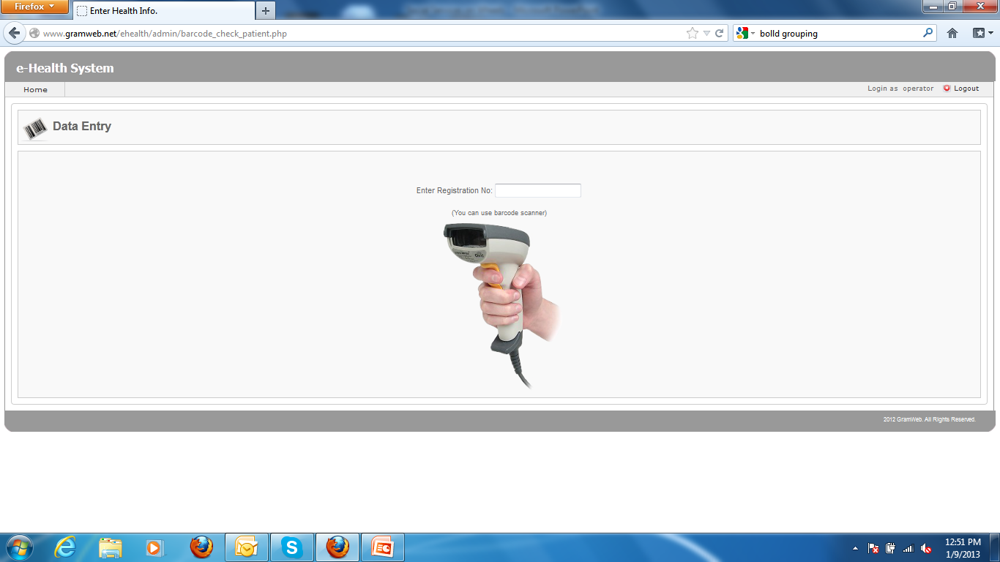 Firefox
Enter Health Info.
www.gramweb.net/ehealth/admin/barcode_check_patient.php
bolld grouping
e-Health System
Home
Login as operator
Logout
Data Entry
Enter Registration No:
(You can use barcode scanner)
2012 GramWeb. All Rights Reserved.
12:51 PM
1/9/2013